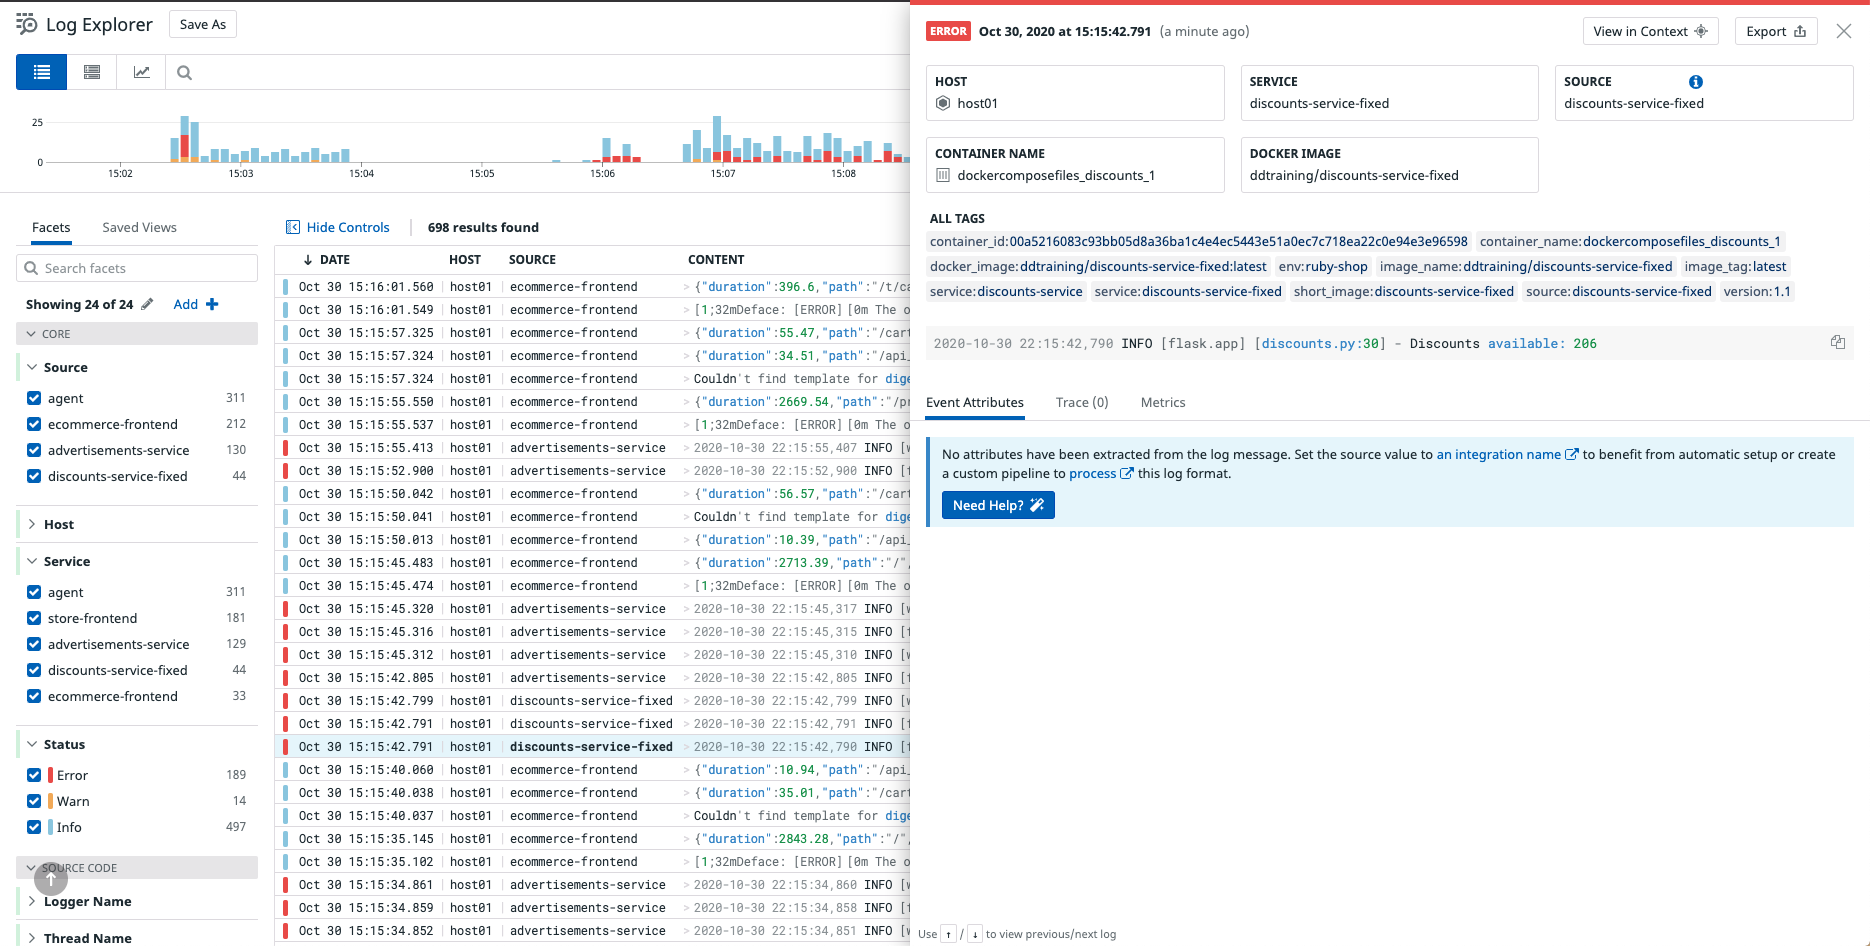 Log Explorer Save As
25
0
15:02 15:03 15:04 15:05 15:06 15:07 15:08
Facets Saved Views
Search facets
Showing 24 of 24 Add
CORE
Source
agent 311
ecommerce-frontend 212
advertisements-service 130
discounts-service-fixed 44
Host
Service
agent 311
store-frontend 181
advertisements-service 129
discounts-service-fixed 44
ecommerce-frontend 33
Status
Error 189
Warn 14
Info 497
SOURCE CODE
Logger Name
Thread Name
Hide Controls 698 results found
DATE HOST SOURCE CONTENT
Oct 30 15:16:01.560 host01 ecommerce-frontend > {"duration":396.6,"path":"/t/ca
Oct 30 15:16:01.549 host01 ecommerce-frontend > [1;32mDeface: [ERROR] [0m The o
Oct 30 15:15:57.325 host01 ecommerce-frontend > {"duration":55.47,"path":"/cart
Oct 30 15:15:57.324 host01 ecommerce-frontend > {"duration":34.51,"path":"/api_
Oct 30 15:15:57.324 host01 ecommerce-frontend > Couldn't find template for dige
Oct 30 15:15:55.550 host01 ecommerce-frontend > {"duration":2669.54,"path":"/pr
Oct 30 15:15:55.537 host01 ecommerce-frontend > [1;32mDeface: [ERROR] [0m The o
Oct 30 15:15:55.413 host01 advertisements-service > 2020-10-30 22:15:55,407 INFO [w
Oct 30 15:15:52.900 host01 advertisements-service > 2020-10-30 22:15:52,900 INFO [f
Oct 30 15:15:50.042 host01 ecommerce-frontend > {"duration":56.57,"path":"/cart
Oct 30 15:15:50.041 host01 ecommerce-frontend > Couldn't find template for dige
Oct 30 15:15:50.013 host01 ecommerce-frontend > {"duration":10.39,"path":"/api_
Oct 30 15:15:45.483 host01 ecommerce-frontend > {"duration":2713.39,"path":"/",
Oct 30 15:15:45.474 host01 ecommerce-frontend > [1;32mDeface: [ERROR] [0m The o
Oct 30 15:15:45.320 host01 advertisements-service > 2020-10-30 22:15:45,317 INFO [w
Oct 30 15:15:45.316 host01 advertisements-service > 2020-10-30 22:15:45,315 INFO [f
Oct 30 15:15:45.312 host01 advertisements-service > 2020-10-30 22:15:45,310 INFO [w
Oct 30 15:15:42.805 host01 advertisements-service > 2020-10-30 22:15:42,805 INFO [f
Oct 30 15:15:42.799 host01 discounts-service-fixed > 2020-10-30 22:15:42,799 INFO [w
Oct 30 15:15:42.791 host01 discounts-service-fixed > 2020-10-30 22:15:42,791 INFO [f
Oct 30 15:15:42.791 host01 discounts-service-fixed > 2020-10-30 22:15:42,790 INFO [f
Oct 30 15:15:40.060 host01 ecommerce-frontend > {"duration":10.94,"path":"/api_
Oct 30 15:15:40.038 host01 ecommerce-frontend > {"duration":35.01,"path":"/cart
Oct 30 15:15:40.037 host01 ecommerce-frontend > Couldn't find template for dige
Oct 30 15:15:35.145 host01 ecommerce-frontend > {"duration":2843.28,"path":"/",
Oct 30 15:15:35.102 host01 ecommerce-frontend > [1;32mDeface: [ERROR] [0m The o
Oct 30 15:15:34.861 host01 advertisements-service > 2020-10-30 22:15:34,860 INFO [w
Oct 30 15:15:34.859 host01 advertisements-service > 2020-10-30 22:15:34,858 INFO [f
Oct 30 15:15:34.852 host01 advertisements-service > 2020-10-30 22:15:34,851 INFO [w
ERROR Oct 30, 2020 at 15:15:42.791 (a minute ago) View in Context Export
HOST SERVICE SOURCE
host01 discounts-service-fixed discounts-service-fixed
CONTAINER NAME DOCKER IMAGE
dockercomposefiles_discounts_1 ddtraining/discounts-service-fixed
ALL TAGS
container_id:00a5216083c93bb05d8a36ba1c4e4ec5443e51a0ec7c718ea22c0e94e3e96598 container_name:dockercomposefiles_discounts_1
docker_image:ddtraining/discounts-service-fixed:latest env:ruby-shop image_name:ddtraining/discounts-service-fixed image_tag:latest
service:discounts-service service:discounts-service-fixed short_image:discounts-service-fixed source:discounts-service-fixed version:1.1
2020-10-30 22:15:42,790 INFO [flask.app] [discounts.py:30] - Discounts available: 206
Event Attributes Trace (0) Metrics
No attributes have been extracted from the log message. Set the source value to an integration name to benefit from automatic setup or create
a custom pipeline to process this log format.
Need Help?
Use ↑ / ↓ to view previous/next log